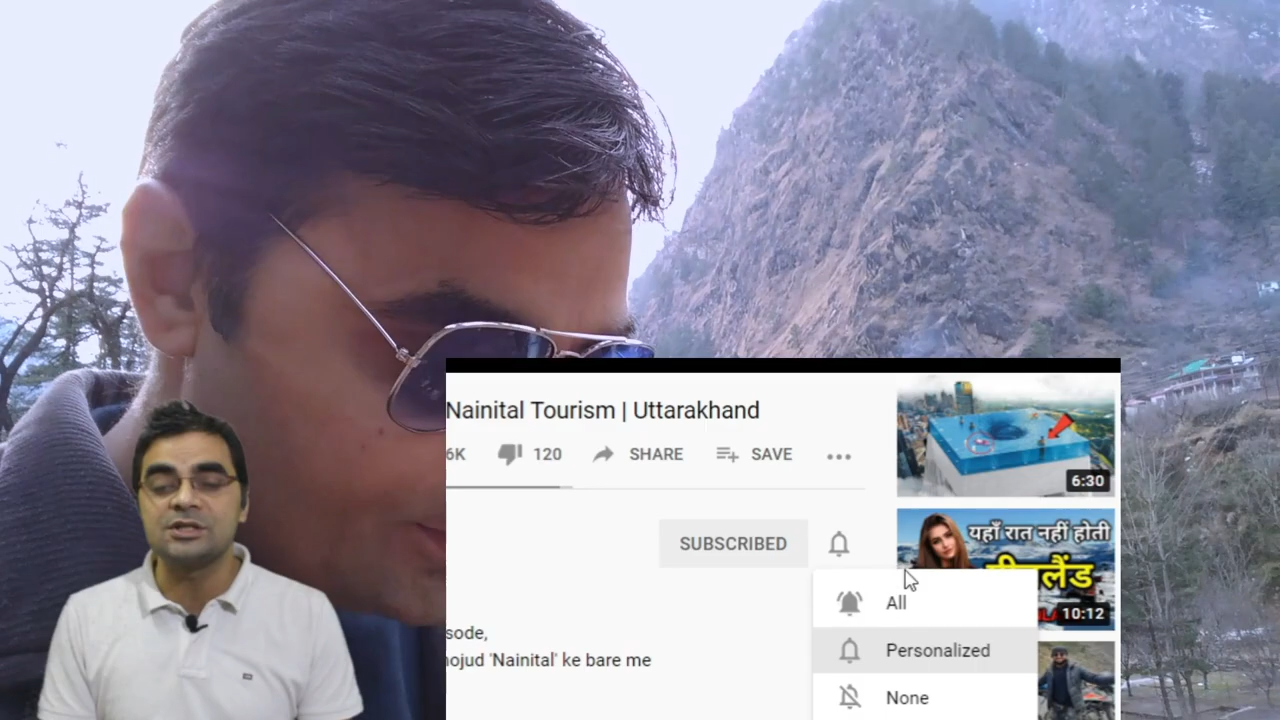 Nainital Tourism | Uttarakhand
6K
120
SHARE
SAVE
6:30
SUBSCRIBED
यहाँ रात नहीं होती
10:12
All
sode,
Personalized
'Nainital' ke bare me
None